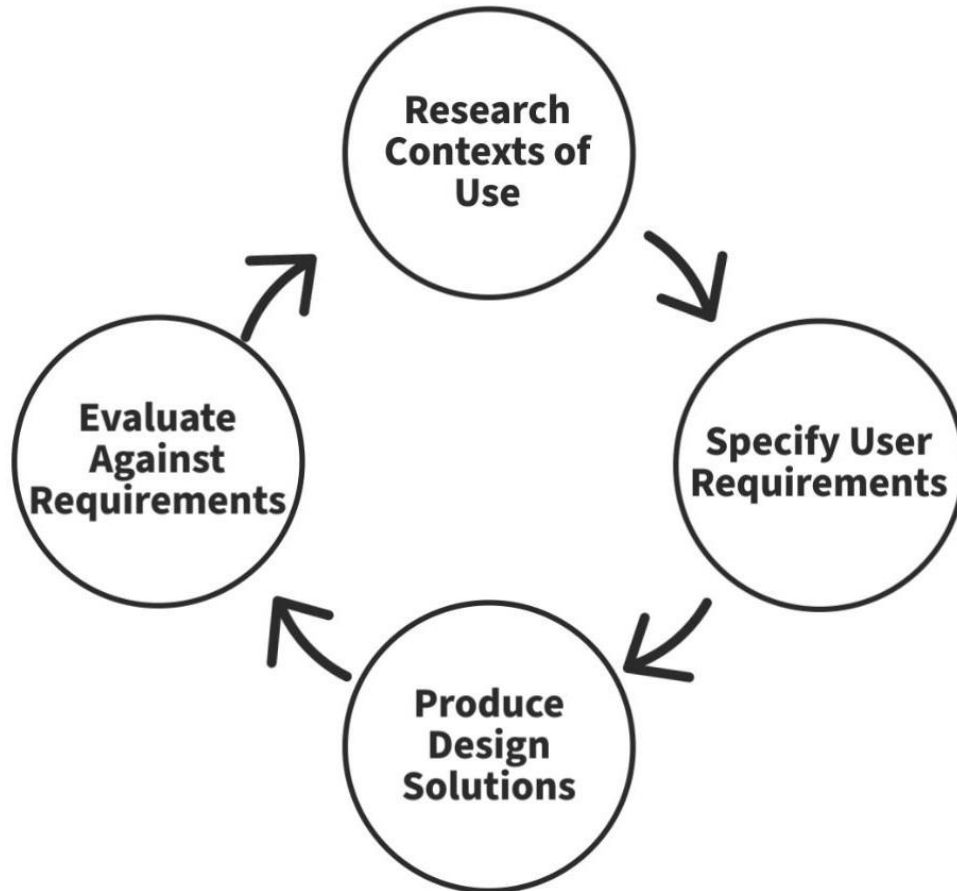 Research
Contexts of
Use
Specify User
Requirements
Produce
Design
Solutions
Evaluate
Against
Requirements